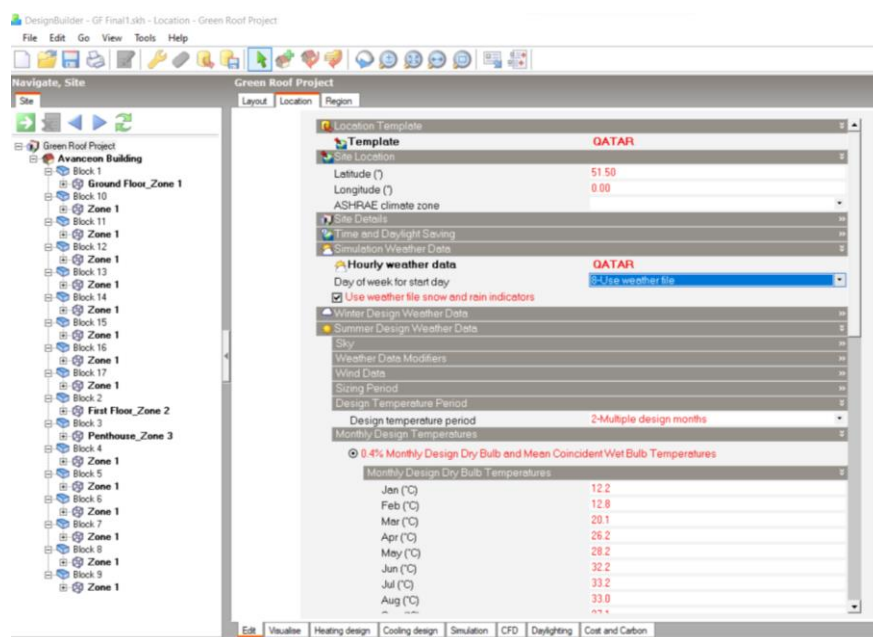 DesignBuilder - GF Final1.skh - Location - Green Roof Project
File Edit Go View Tools Help
Navigate, Site
Site
Green Roof Project
Avanceon Building
Block 1
Ground Floor_Zone 1
Block 10
Zone 1
Block 11
Zone 1
Block 12
Zone 1
Block 13
Zone 1
Block 14
Zone 1
Block 15
Zone 1
Block 16
Zone 1
Block 17
Zone 1
Block 2
First Floor_Zone 2
Block 3
Penthouse_Zone 3
Block 4
Zone 1
Block 5
Zone 1
Block 6
Zone 1
Block 7
Zone 1
Block 8
Zone 1
Block 9
Zone 1
Green Roof Project
Layout Location Region
Location Template
Template QATAR
Site Location
Latitude (°) 51.50
Longitude (°) 0.00
ASHRAE climate zone
Site Details
Time and Daylight Saving
Simulation Weather Data
Hourly weather data QATAR
Day of week for start day 8-Use weather file
Use weather file snow and rain indicators
Winter Design Weather Data
Summer Design Weather Data
Sky
Weather Data Modifiers
Wind Data
Sizing Period
Design Temperature Period
Design temperature period 2-Multiple design months
Monthly Design Temperatures
0.4% Monthly Design Dry Bulb and Mean Coincident Wet Bulb Temperatures
Monthly Design Dry Bulb Temperatures
Jan (°C) 12.2
Feb (°C) 12.8
Mar (°C) 20.1
Apr (°C) 26.2
May (°C) 28.2
Jun (°C) 32.2
Jul (°C) 33.2
Aug (°C) 33.0
Edit Visualise Heating design Cooling design Simulation CFD Daylighting Cost and Carbon